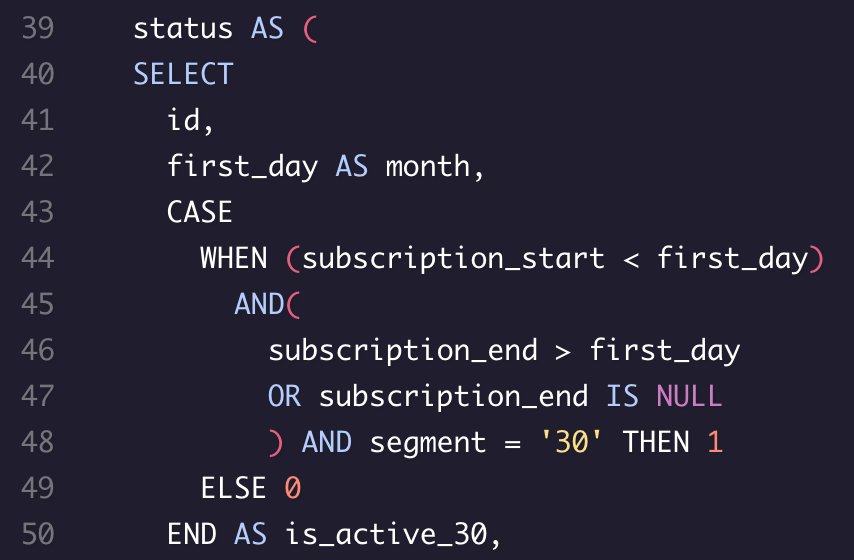 39 status AS (
40 SELECT
41 id,
42 first_day AS month,
43 CASE
44 WHEN (subscription_start < first_day)
45 AND(
46 subscription_end > first_day
47 OR subscription_end IS NULL
48 ) AND segment = '30' THEN 1
49 ELSE 0
50 END AS is_active_30,